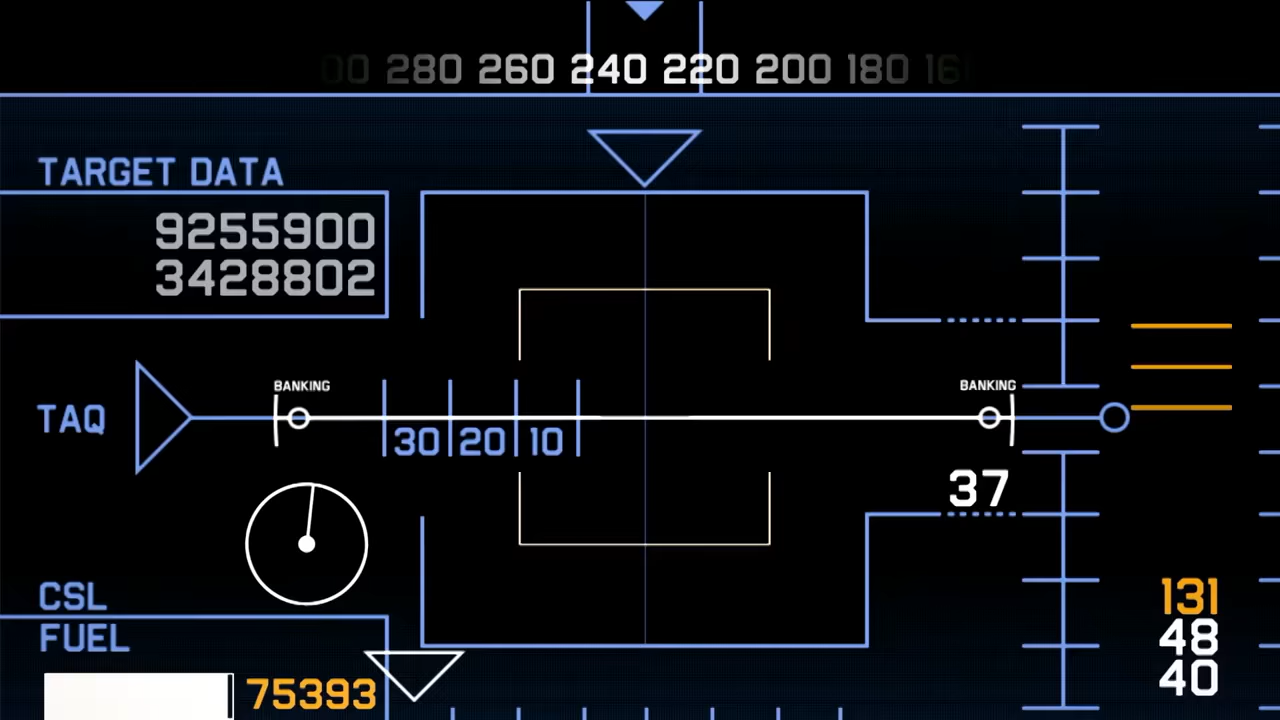 280 260 240 220 200 180
TARGET DATA
9255900
3428802
BANKING BANKING
TAQ
30 20 10
37
CSL
131
FUEL
48
40
75393